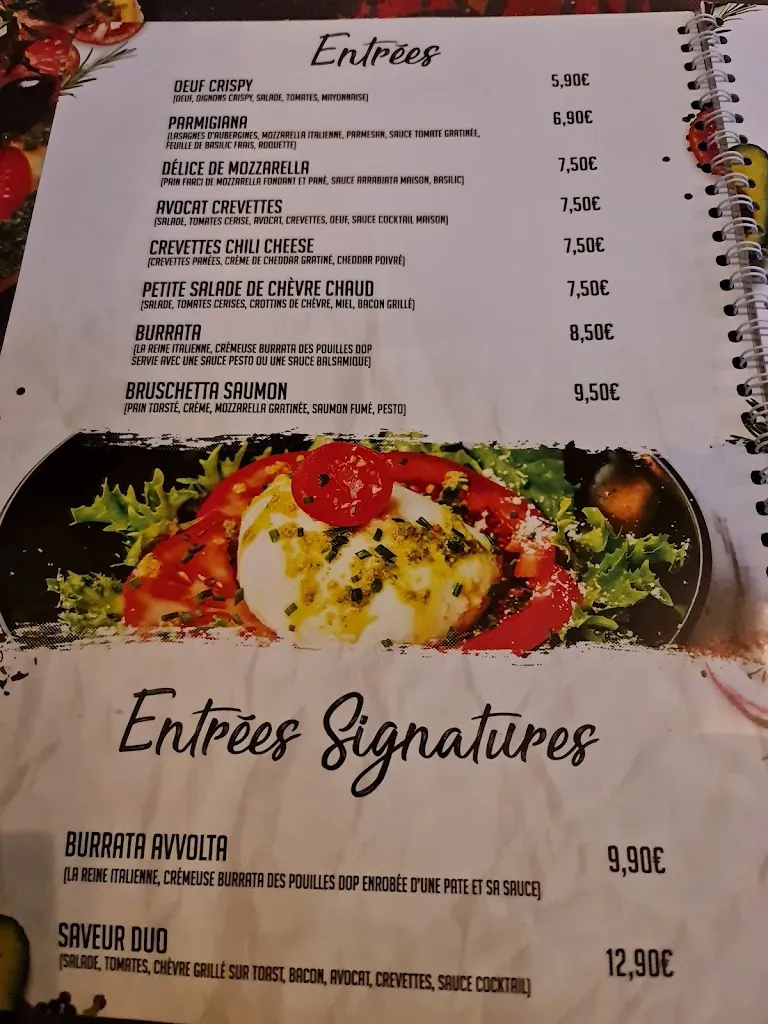 Entrées
OEUF CRISPY 5,90€
(OEUF, OIGNONS CRISPY, SALADE, TOMATES, MAYONNAISE)
PARMIGIANA 6,90€
(LASAGNES D'AUBERGINES, MOZZARELLA ITALIENNE, PARMESAN, SAUCE TOMATE GRATINÉE,
FEUILLE DE BASILIC FRAIS, ROQUETTE)
DÉLICE DE MOZZARELLA 7,50€
(PAIN FARCI DE MOZZARELLA FONDANT ET PANÉ, SAUCE ARRABIATA MAISON, BASILIC)
AVOCAT CREVETTES 7,50€
(SALADE, TOMATES CERISE, AVOCAT, CREVETTES, OEUF, SAUCE COCKTAIL MAISON)
CREVETTES CHILI CHEESE 7,50€
(CREVETTES PANÉES, CRÈME DE CHEDDAR GRATINÉ, CHEDDAR POIVRÉ)
PETITE SALADE DE CHÈVRE CHAUD 7,50€
(SALADE, TOMATES CERISES, CROTTINS DE CHÈVRE, MIEL, BACON GRILLÉ)
BURRATA 8,50€
(LA REINE ITALIENNE, CRÉMEUSE BURRATA DES POUILLES DOP
SERVIE AVEC UNE SAUCE PESTO OU UNE SAUCE BALSAMIQUE)
BRUSCHETTA SAUMON 9,50€
(PAIN TOASTÉ, CRÈME, MOZZARELLA GRATINÉE, SAUMON FUMÉ, PESTO)
Entrées Signatures
BURRATA AVVOLTA 9,90€
(LA REINE ITALIENNE, CRÉMEUSE BURRATA DES POUILLES DOP ENROBÉE D'UNE PATE ET SA SAUCE)
SAVEUR DUO 12,90€
(SALADE, TOMATES, CHÈVRE GRILLÉ SUR TOAST, BACON, AVOCAT, CREVETTES, SAUCE COCKTAIL)